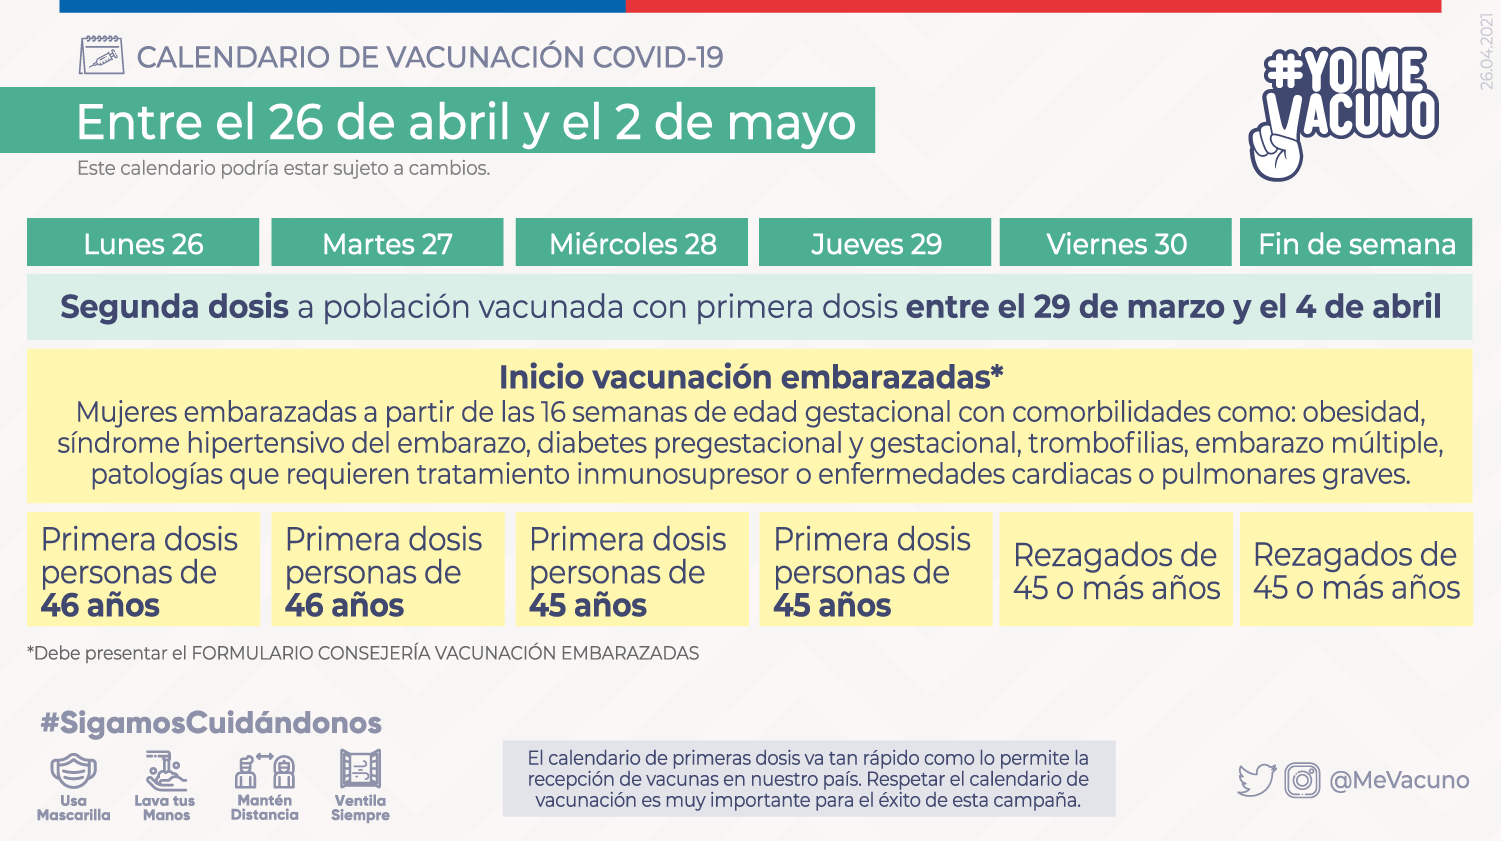 26.04.2021
CALENDARIO DE VACUNACIÓN COVID-19
#YO ME
VACUNO
Entre el 26 de abril y el 2 de mayo
Este calendario podría estar sujeto a cambios.
Lunes 26
Martes 27
Miércoles 28
Jueves 29
Viernes 30
Fin de semana
Segunda dosis a población vacunada con primera dosis entre el 29 de marzo y el 4 de abril
Inicio vacunación embarazadas*
Mujeres embarazadas a partir de las 16 semanas de edad gestacional con comorbilidades como: obesidad,
síndrome hipertensivo del embarazo, diabetes pregestacional y gestacional, trombofilias, embarazo múltiple,
patologías que requieren tratamiento inmunosupresor o enfermedades cardiacas o pulmonares graves.
Primera dosis
personas de
46 años
Primera dosis
personas de
46 años
Primera dosis
personas de
45 años
Primera dosis
personas de
45 años
Rezagados de
45 o más años
Rezagados de
45 o más años
*Debe presentar el FORMULARIO CONSEJERÍA VACUNACIÓN EMBARAZADAS
#SigamosCuidándonos
Usa
Mascarilla
Lava tus
Manos
Mantén
Distancia
Ventila
Siempre
El calendario de primeras dosis va tan rápido como lo permite la
recepción de vacunas en nuestro país. Respetar el calendario de
vacunación es muy importante para el éxito de esta campaña.
@MeVacuno